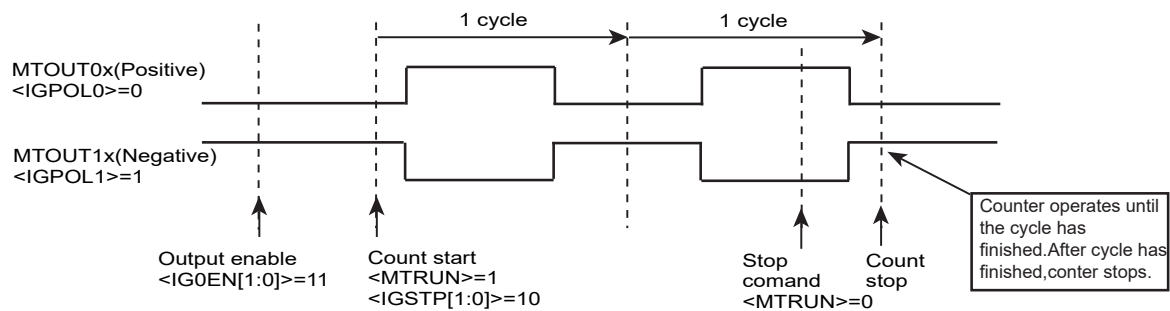 1 cycle
1 cycle
MTOUT0x(Positive)
<IGPOL0>=0
MTOUT1x(Negative)
<IGPOL1>=1
Output enable
<IG0EN[1:0]>=11
Count start
<MTRUN>=1
<IGSTP[1:0]>=10
Stop
comand
<MTRUN>=0
Count
stop
Counter operates until
the cycle has
finished.After cycle has
finished,conter stops.